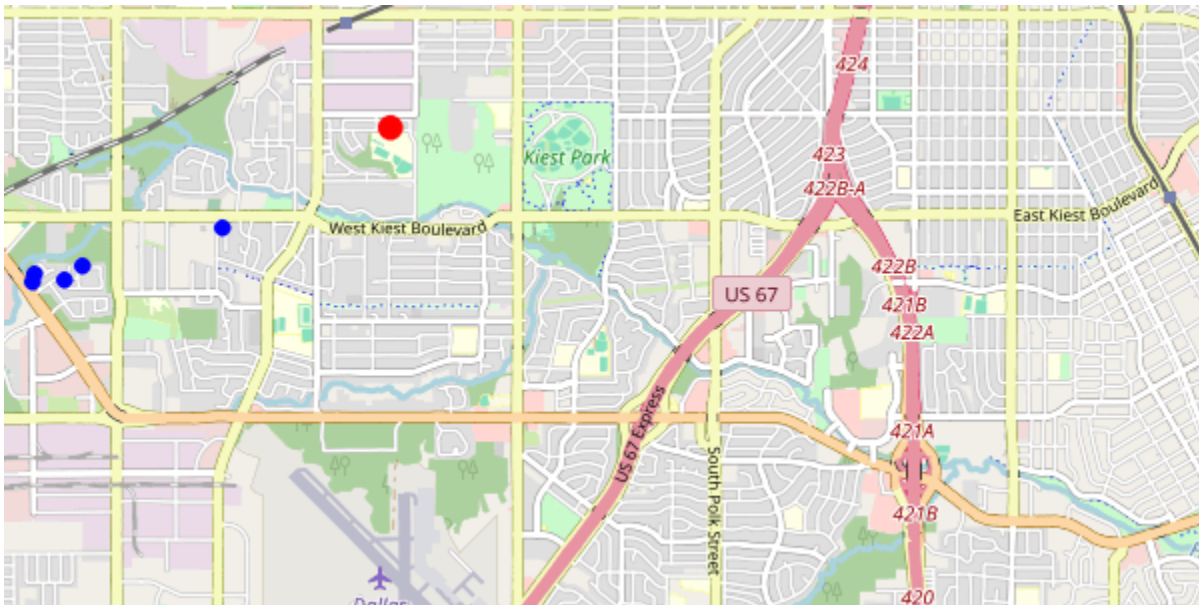 424
423
Kiest Park
422B-A
East Kiest Boulevard
West Kiest Boulevard
422B
US 67
421B
422A
US 67 Express
421A
South Polk Street
421B
Dallas
420